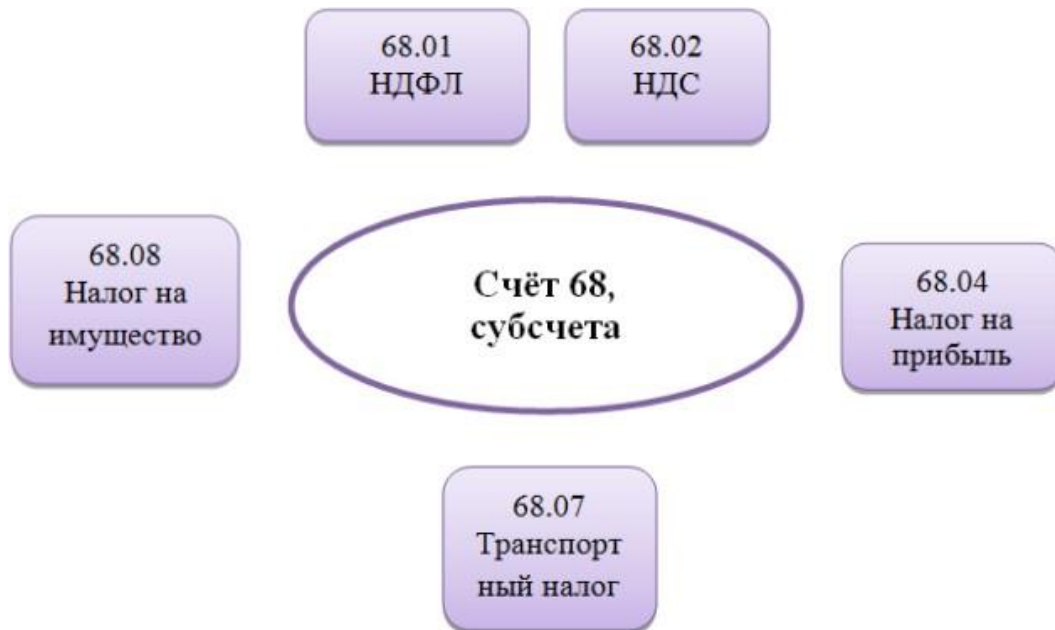 68.01
НДФЛ
68.02
НДС
68.08
Налог на
имущество
Счёт 68,
субсчета
68.04
Налог на
прибыль
68.07
Транспорт
ный налог